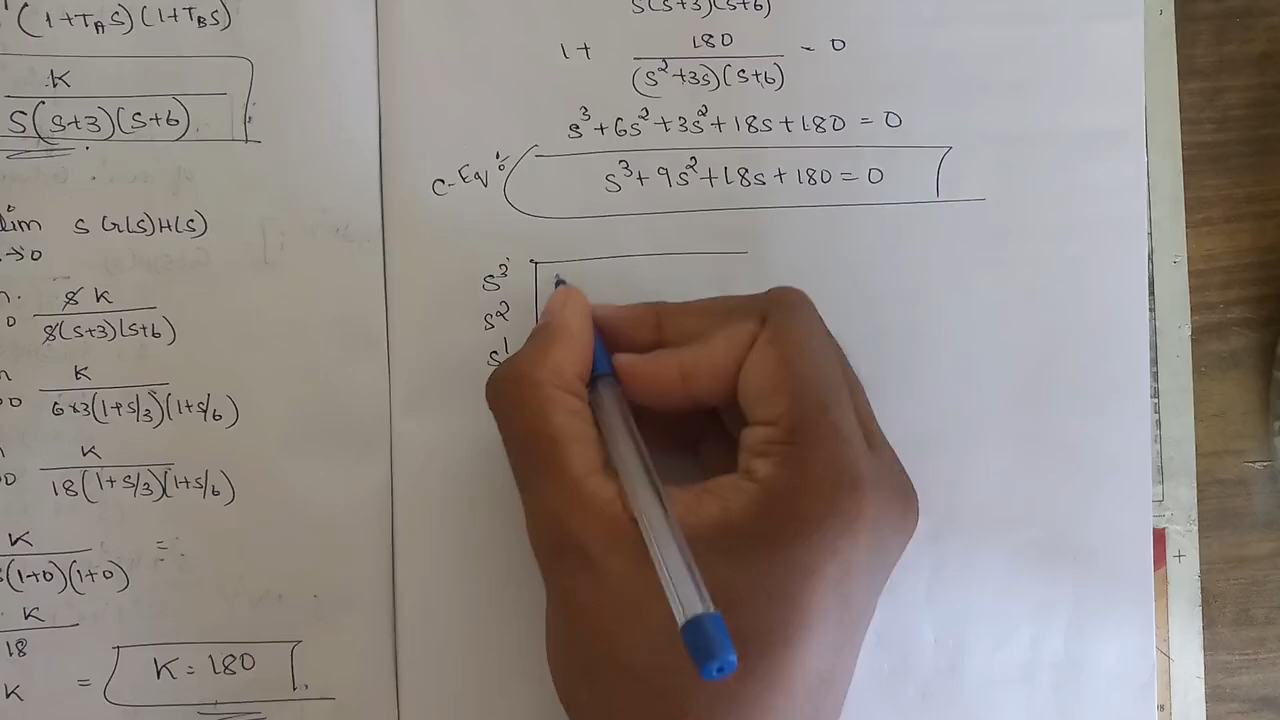 (1+TAS)(1+TBS)
K
S(S+3)(S+6)
lim S G(S)H(S)
→0
$ K
$(S+3)(S+6)
K
6×3(1+S/3)(1+S/6)
K
18(1+S/3)(1+S/6)
K =
(1+0)(1+0)
K
18
K = K = 180
S(S+3)(S+6)
1+ 180 = 0
(S²+3S)(S+6)
S³+6S²+3S²+18S+180 = 0
C-Eqⁿ S³+9S²+18S+180 = 0
S³
S²
S¹